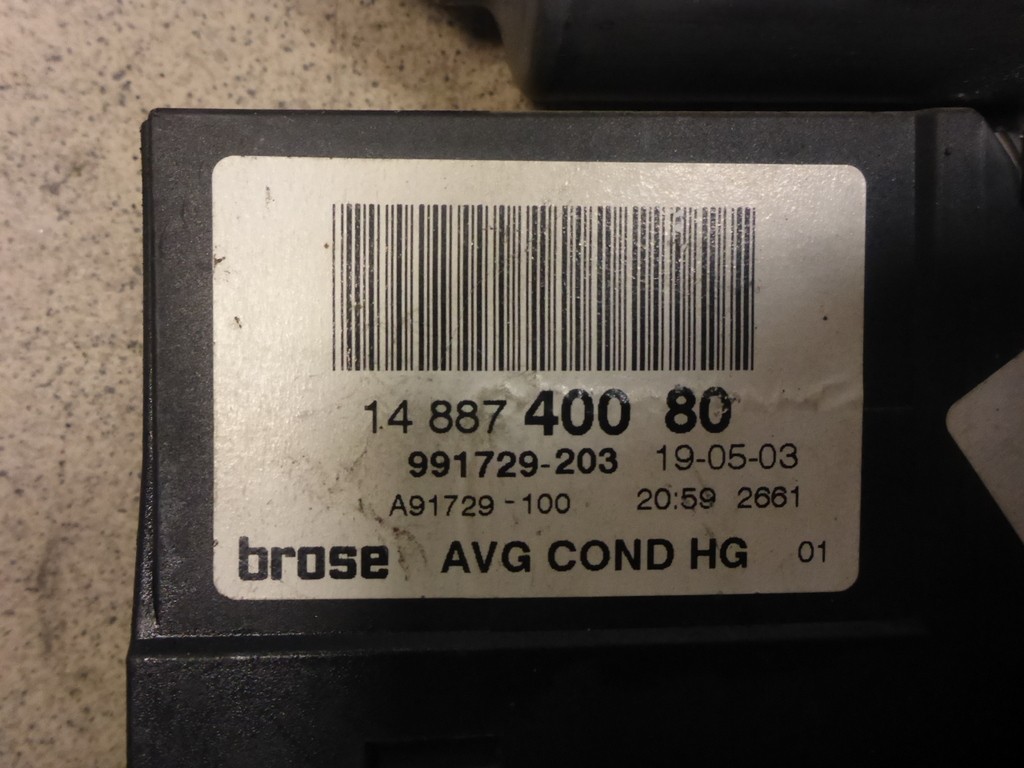 14 887 400 80
991729-203 19-05-03
A91729-100 20:59 2661
brose AVG COND HG 01